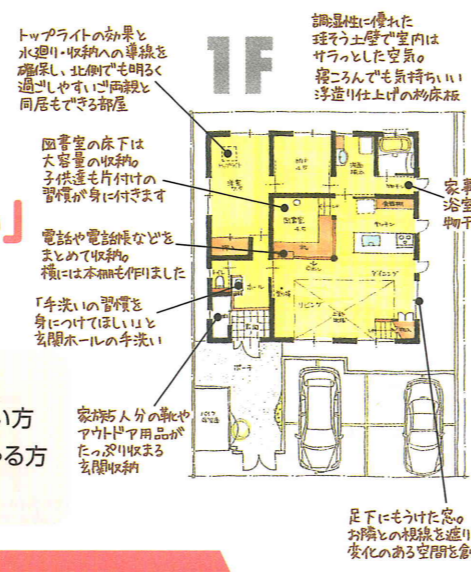 1F
トップライトの効果と
水廻り・収納への導線を
確保し、北側でも明るく
過ごしやすいご両親と
同居もできる部屋
調湿性に優れた
珪そう土壁で室内は
サラっとした空気。
寝ころんでも気持ちいい
浮造り仕上げの杉床板
図書室の床下は
大容量の収納。
子供達も片付けの
習慣が身に付きます
家事
浴室
物干
」
電話や電話帳などを
まとめて収納。
横には本棚も作りました
「手洗いの習慣を
身につけてほしい」と
玄関ホールの手洗い
い方
る方
家族5人分の靴や
アウトドア用品が
たっぷり収まる
玄関収納
足下にもうけた窓。
お隣との視線を遮り
変化のある空間を創
図書室
4.5
キッチン
ダイニング
リビング
ホール
玄関
ポーチ